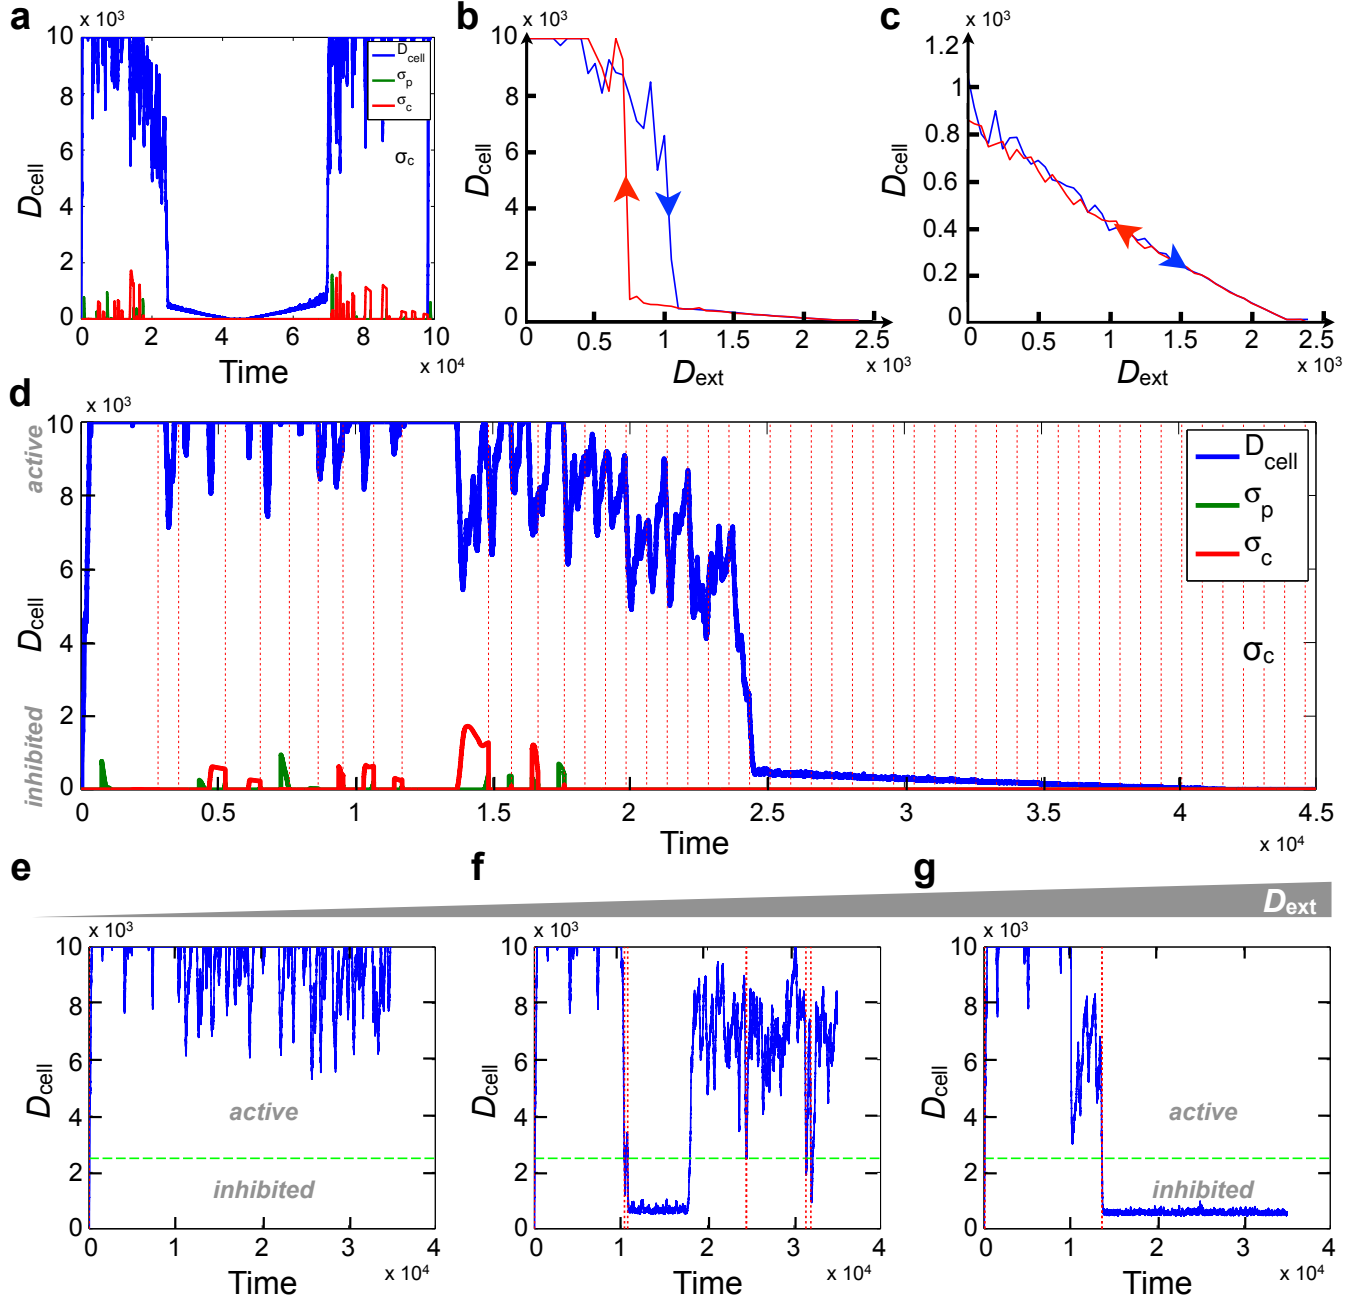 a
x 10³
10
8
6
4
2
0
D_cell
D_cell
σ_p
σ_c
σ_c
0 2 4 6 8 10
Time
x 10⁴
b
x 10³
10
8
6
4
2
0
D_cell
0 0.5 1 1.5 2 2.5
x 10³
D_ext
c
x 10³
1.2
1
0.8
0.6
0.4
0.2
0
D_cell
0 0.5 1 1.5 2 2.5
x 10³
D_ext
d
x 10³
active
inhibited
D_cell
10
8
6
4
2
0
D_cell
σ_p
σ_c
σ_c
0 0.5 1 1.5 2 2.5 3 3.5 4 4.5
Time
x 10⁴
e
f
g
D_ext
x 10³
10
8
6
4
2
0
D_cell
active
inhibited
0 1 2 3 4
Time
x 10⁴
x 10³
10
8
6
4
2
0
D_cell
0 1 2 3 4
Time
x 10⁴
x 10³
10
8
6
4
2
0
D_cell
active
inhibited
0 1 2 3 4
Time
x 10⁴